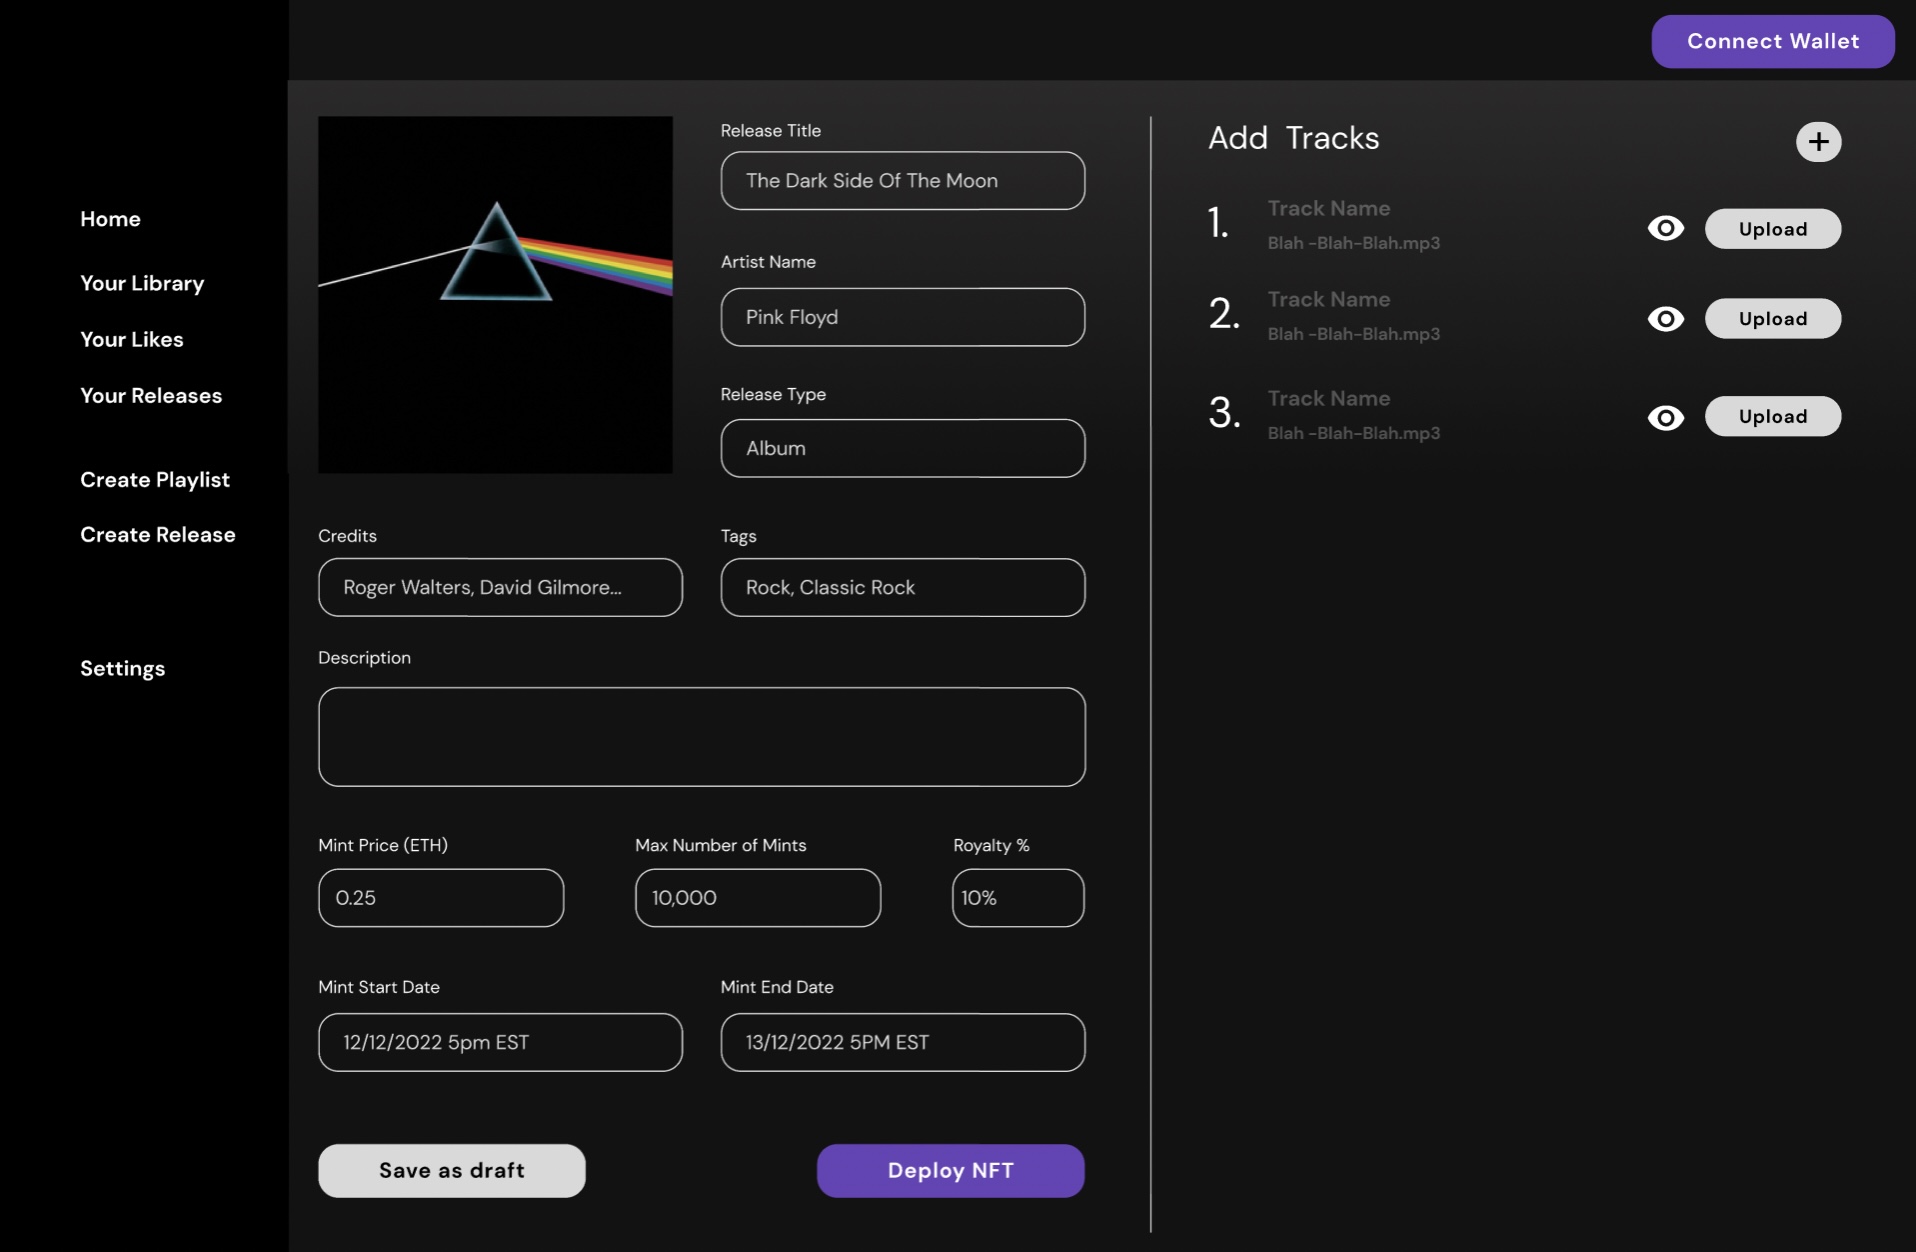 Connect Wallet
Home
Your Library
Your Likes
Your Releases
Create Playlist
Create Release
Settings
Release Title
The Dark Side Of The Moon
Artist Name
Pink Floyd
Release Type
Album
Credits
Roger Walters, David Gilmore...
Tags
Rock, Classic Rock
Description
Mint Price (ETH)
0.25
Max Number of Mints
10,000
Royalty %
10%
Mint Start Date
12/12/2022 5pm EST
Mint End Date
13/12/2022 5PM EST
Save as draft
Deploy NFT
Add Tracks
+
1.
Track Name
Blah -Blah-Blah.mp3
Upload
2.
Track Name
Blah -Blah-Blah.mp3
Upload
3.
Track Name
Blah -Blah-Blah.mp3
Upload